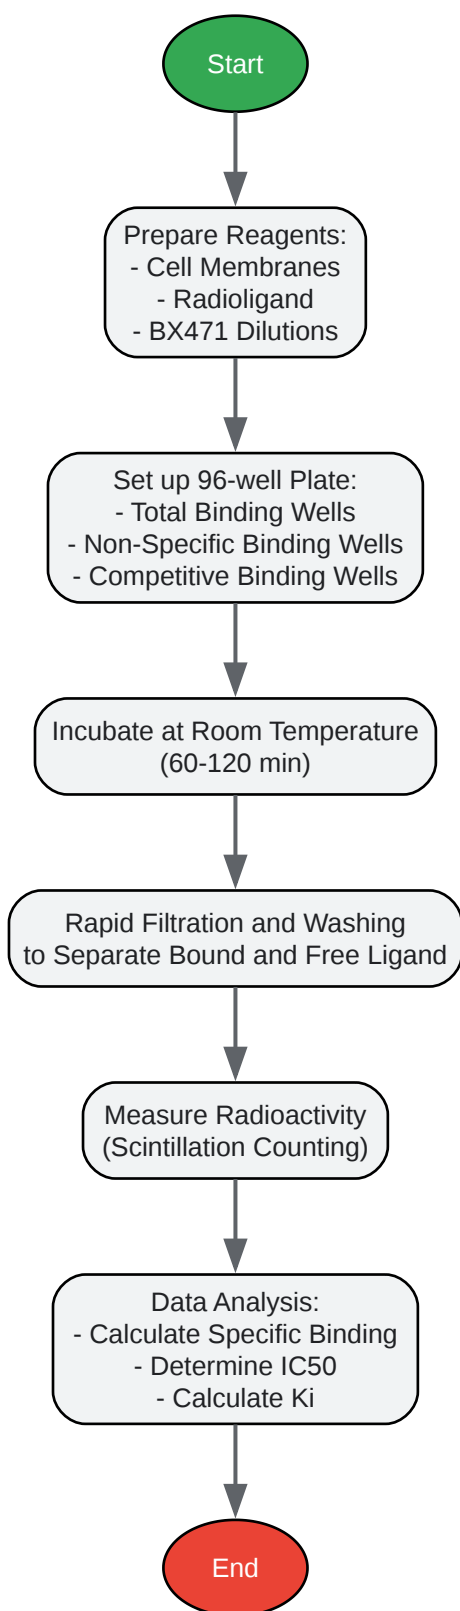 Start
Prepare Reagents:
- Cell Membranes
- Radioligand
- BX471 Dilutions
Set up 96-well Plate:
- Total Binding Wells
- Non-Specific Binding Wells
- Competitive Binding Wells
Incubate at Room Temperature
(60-120 min)
Rapid Filtration and Washing
to Separate Bound and Free Ligand
Measure Radioactivity
(Scintillation Counting)
Data Analysis:
- Calculate Specific Binding
- Determine IC50
- Calculate Ki
End